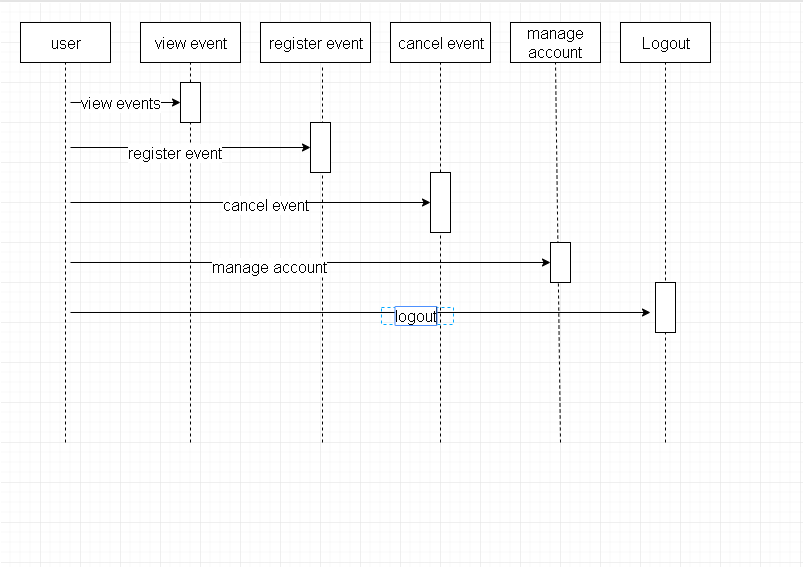 user
view event
register event
cancel event
manage
account
Logout
view events
register event
cancel event
manage account
logout